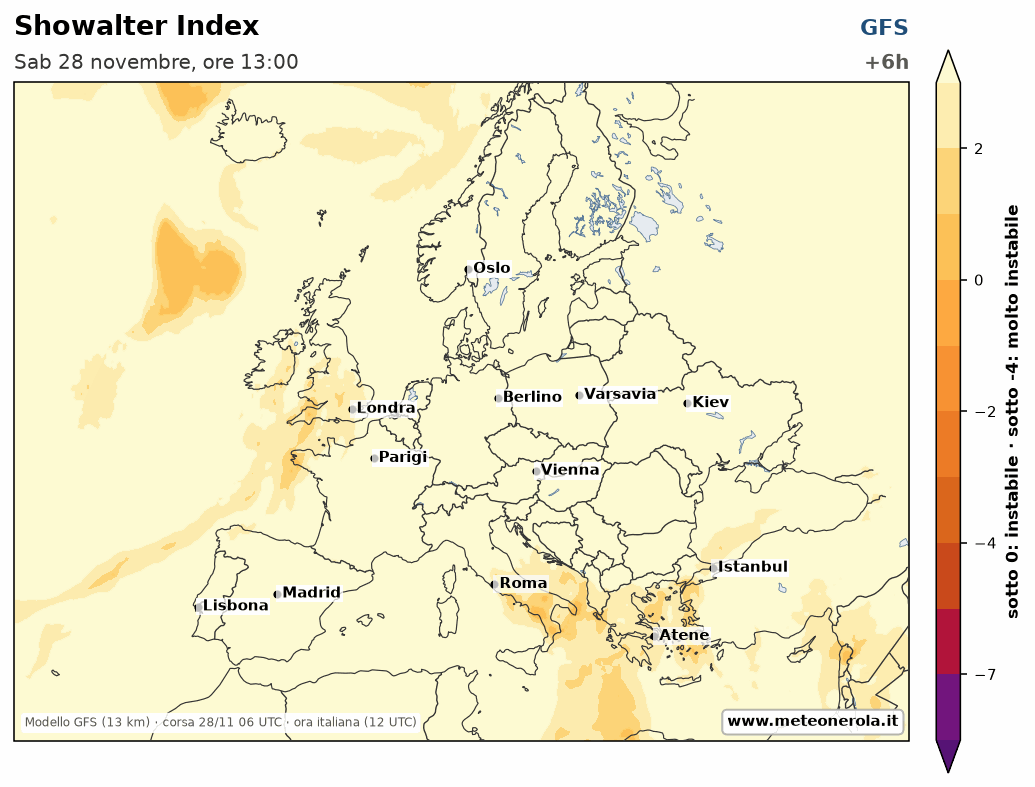 Showalter Index
GFS
Sab 28 novembre, ore 13:00
+6h
Oslo
Londra
Berlino
Varsavia
Kiev
Parigi
Vienna
Istanbul
Roma
Madrid
Lisbona
Atene
Modello GFS (13 km) · corsa 28/11 06 UTC · ora italiana (12 UTC)
www.meteonerola.it
2
0
−2
−4
−7
sotto 0: instabile · sotto -4: molto instabile